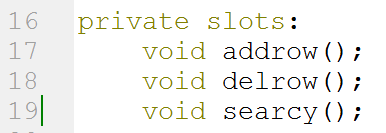 16 private slots:
17     void addrow();
18     void delrow();
19     void searcy();